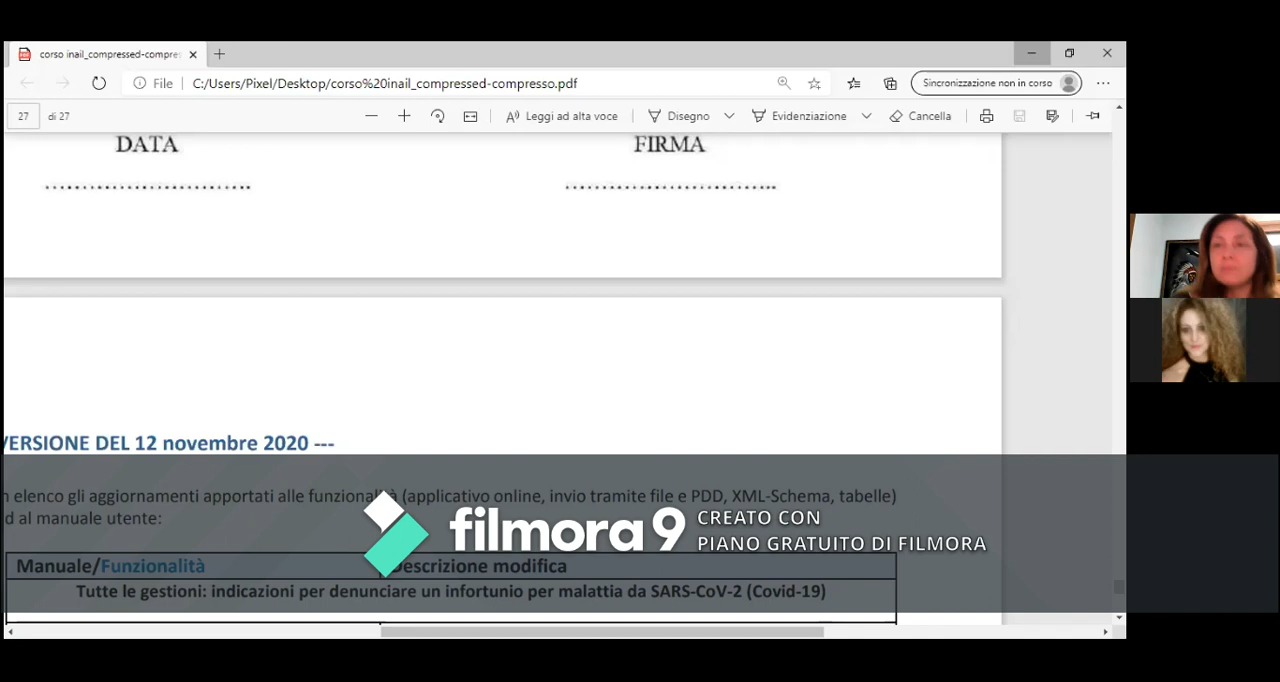 corso inail_compressed-compre
File
C:/Users/Pixel/Desktop/corso%20inail_compressed-compresso.pdf
Sincronizzazione non in corso
27 di 27
Leggi ad alta voce
Disegno
Evidenziazione
Cancella
DATA FIRMA
VERSIONE DEL 12 novembre 2020 ---
n elenco gli aggiornamenti apportati alle funzionalità (applicativo online, invio tramite file e PDD, XML-Schema, tabelle)
d al manuale utente:
filmora 9 CREATO CON
PIANO GRATUITO DI FILMORA
Manuale/Funzionalità Descrizione modifica
Tutte le gestioni: indicazioni per denunciare un infortunio per malattia da SARS-CoV-2 (Covid-19)